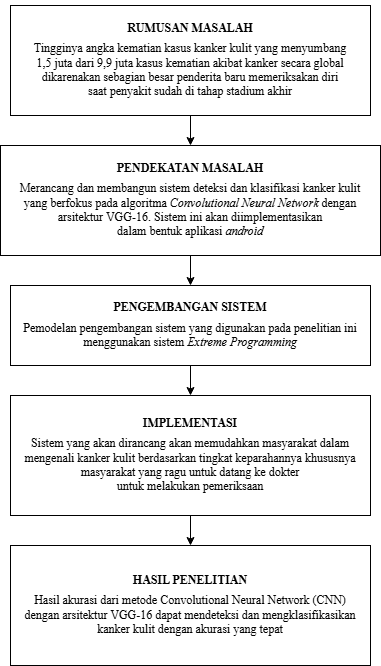 RUMUSAN MASALAH
Tingginya angka kematian kasus kanker kulit yang menyumbang
1,5 juta dari 9,9 juta kasus kematian akibat kanker secara global
dikarenakan sebagian besar penderita baru memeriksakan diri
saat penyakit sudah di tahap stadium akhir
PENDEKATAN MASALAH
Merancang dan membangun sistem deteksi dan klasifikasi kanker kulit
yang berfokus pada algoritma Convolutional Neural Network dengan
arsitektur VGG-16. Sistem ini akan diimplementasikan
dalam bentuk aplikasi android
PENGEMBANGAN SISTEM
Pemodelan pengembangan sistem yang digunakan pada penelitian ini
menggunakan sistem Extreme Programming
IMPLEMENTASI
Sistem yang akan dirancang akan memudahkan masyarakat dalam
mengenali kanker kulit berdasarkan tingkat keparahannya khususnya
masyarakat yang ragu untuk datang ke dokter
untuk melakukan pemeriksaan
HASIL PENELITIAN
Hasil akurasi dari metode Convolutional Neural Network (CNN)
dengan arsitektur VGG-16 dapat mendeteksi dan mengklasifikasikan
kanker kulit dengan akurasi yang tepat